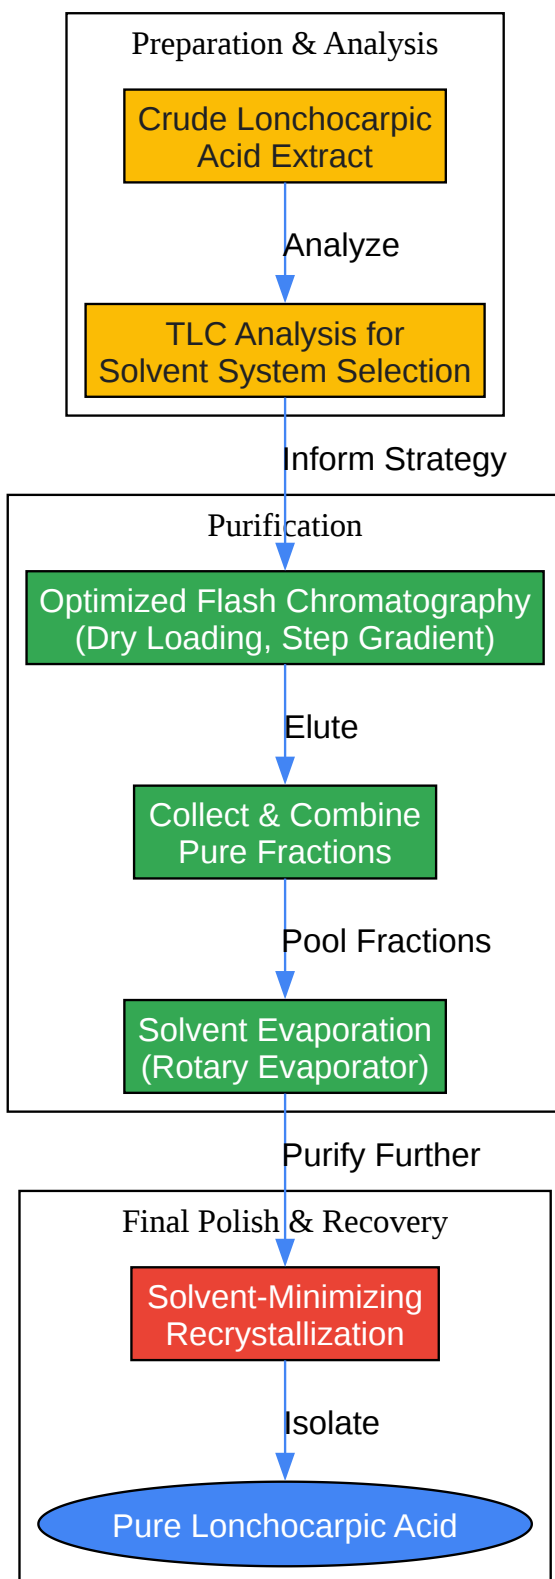 Preparation & Analysis
Crude Lonchocarpic
Acid Extract
Analyze
TLC Analysis for
Solvent System Selection
Inform Strategy
Purification
Optimized Flash Chromatography
(Dry Loading, Step Gradient)
Elute
Collect & Combine
Pure Fractions
Pool Fractions
Solvent Evaporation
(Rotary Evaporator)
Purify Further
Final Polish & Recovery
Solvent-Minimizing
Recrystallization
Isolate
Pure Lonchocarpic Acid